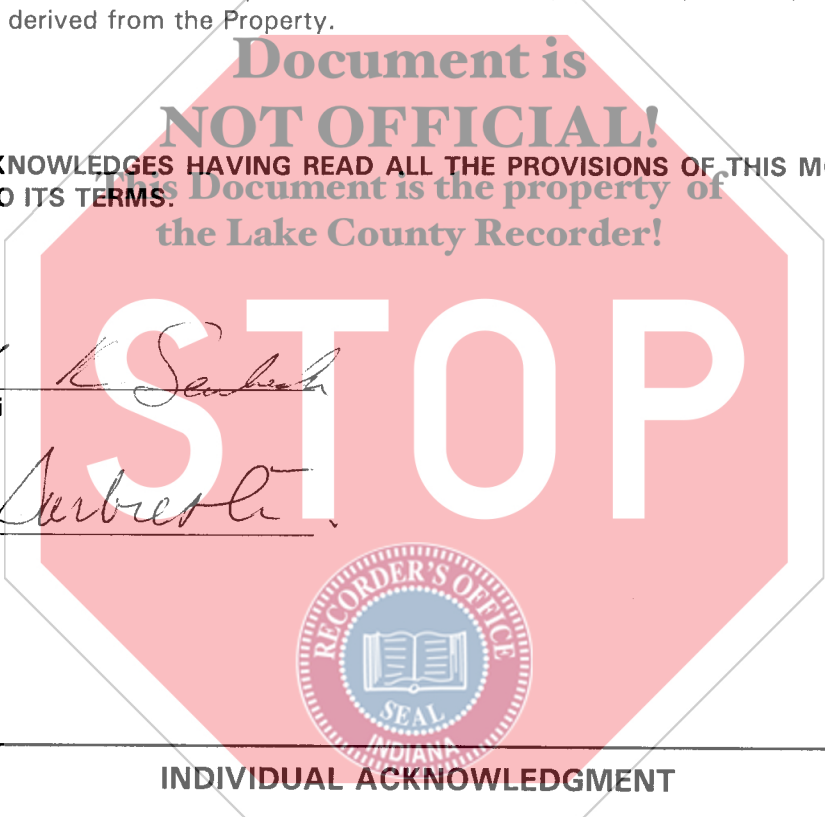 derived from the Property.
Document is
NOT OFFICIAL!
KNOWLEDGES HAVING READ ALL THE PROVISIONS OF THIS M
O ITS TERMS.
This Document is the property of
the Lake County Recorder!
STOP
K
i
RECORDER'S OFFICE
SEAL
INDIANA
INDIVIDUAL ACKNOWLEDGMENT